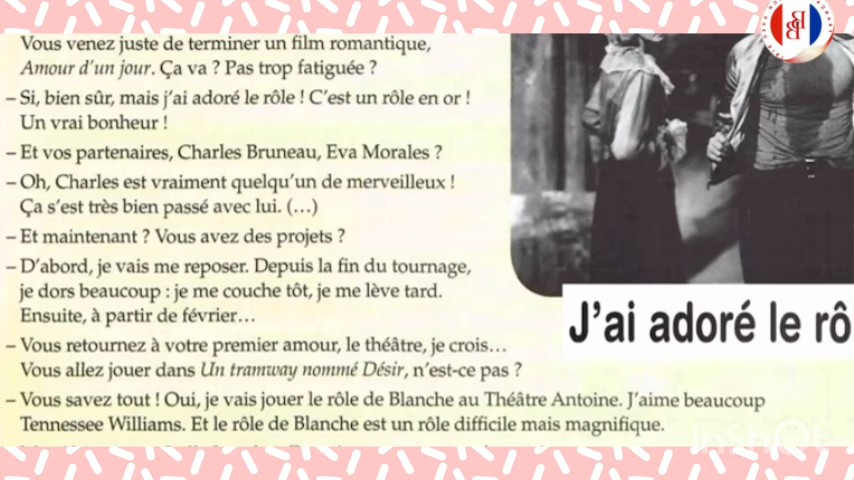 Vous venez juste de terminer un film romantique,
Amour d'un jour. Ça va ? Pas trop fatiguée ?
– Si, bien sûr, mais j'ai adoré le rôle ! C'est un rôle en or !
Un vrai bonheur !
– Et vos partenaires, Charles Bruneau, Eva Morales ?
– Oh, Charles est vraiment quelqu'un de merveilleux !
Ça s'est très bien passé avec lui. (…)
– Et maintenant ? Vous avez des projets ?
– D'abord, je vais me reposer. Depuis la fin du tournage,
je dors beaucoup : je me couche tôt, je me lève tard.
Ensuite, à partir de février…
– Vous retournez à votre premier amour, le théâtre, je crois…
Vous allez jouer dans Un tramway nommé Désir, n'est-ce pas ?
– Vous savez tout ! Oui, je vais jouer le rôle de Blanche au Théâtre Antoine. J'aime beaucoup
Tennessee Williams. Et le rôle de Blanche est un rôle difficile mais magnifique.
J'ai adoré le rô
InShOt